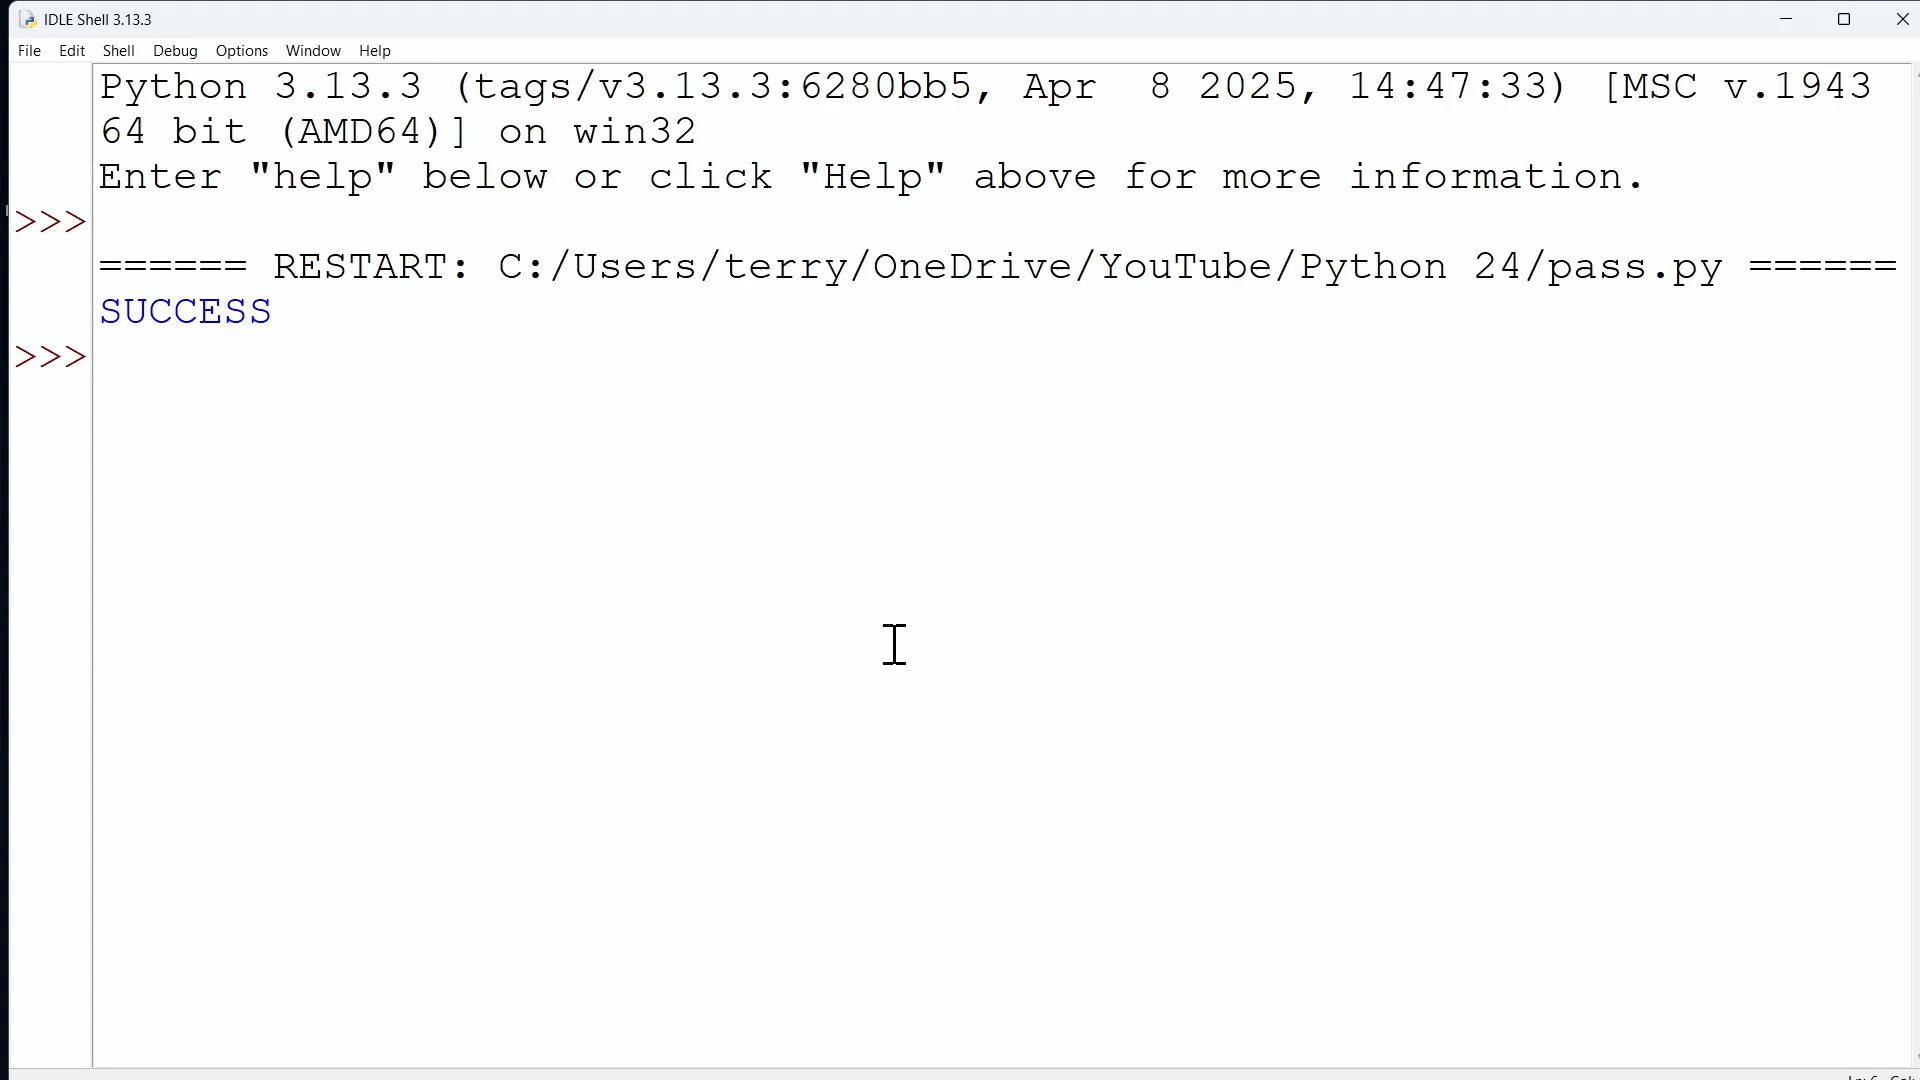 IDLE Shell 3.13.3
File Edit Shell Debug Options Window Help
Python 3.13.3 (tags/v3.13.3:6280bb5, Apr  8 2025, 14:47:33) [MSC v.1943
64 bit (AMD64)] on win32
Enter "help" below or click "Help" above for more information.
>>>
====== RESTART: C:/Users/terry/OneDrive/YouTube/Python 24/pass.py ======
SUCCESS
>>>